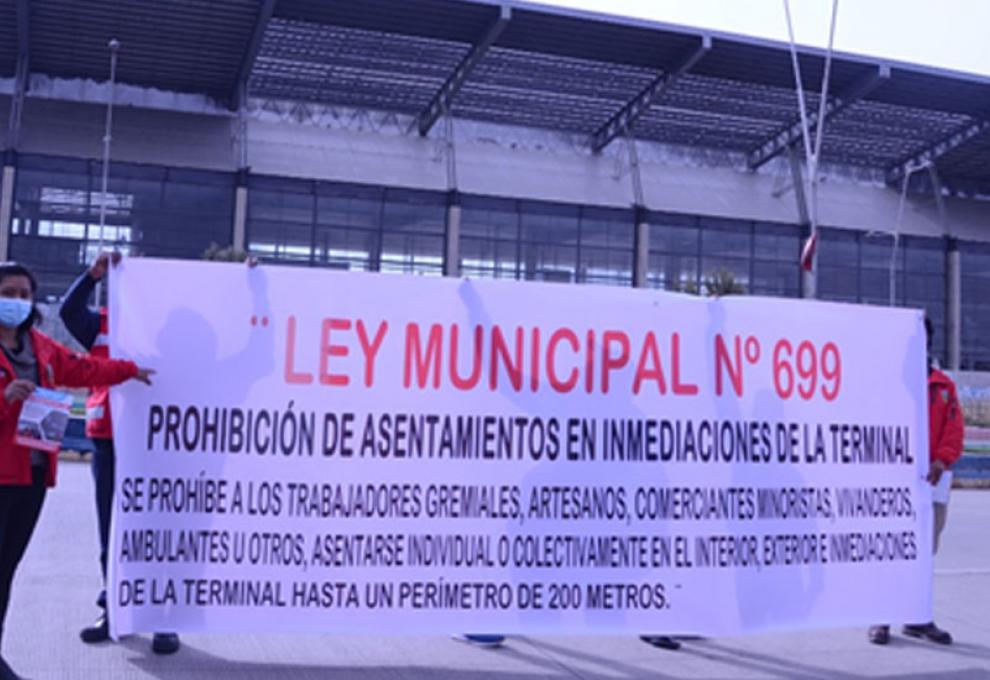 ¨ LEY MUNICIPAL Nº 699
PROHIBICIÓN DE ASENTAMIENTOS EN INMEDIACIONES DE LA TERMINAL
SE PROHÍBE A LOS TRABAJADORES GREMIALES, ARTESANOS, COMERCIANTES MINORISTAS, VIVANDEROS,
AMBULANTES U OTROS, ASENTARSE INDIVIDUAL O COLECTIVAMENTE EN EL INTERIOR, EXTERIOR E INMEDIACIONES
DE LA TERMINAL HASTA UN PERÍMETRO DE 200 METROS. ¨